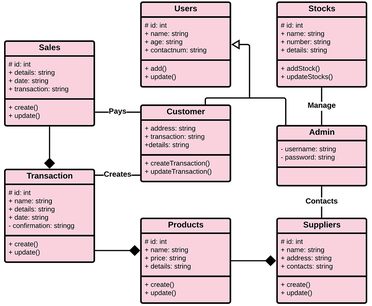 Users
# id: int
+ name: string
+ age: string
+ contactnum: string
+ add()
+ update()
Stocks
# id: int
+ name: string
+ number: string
+ details: string
+ addStock()
+ updateStocks()
Sales
# id: int
+ details: string
+ date: string
+ transaction: string
+ create()
+ update()
Pays
Customer
+ address: string
+ transaction: string
+details: string
+ createTransaction()
+ updateTransaction()
Manage
Admin
- username: string
- password: string
Creates
Transaction
# id: int
+ name: string
+ details: string
+ date: string
- confirmation: stringg
+ create()
+ update()
Contacts
Products
# id: int
+ name: string
+ price: string
+ details: string
+ create()
+ update()
Suppliers
# id: int
+ name: string
+ address: string
+ contacts: string
+ create()
+ update()